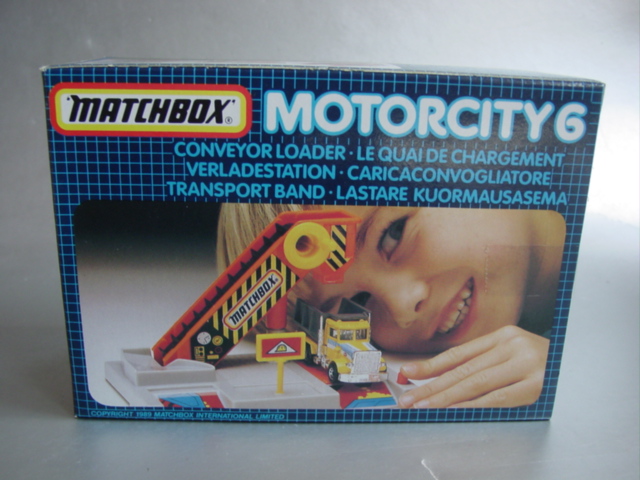 MATCHBOX®
MOTORCITY 6
CONVEYOR LOADER · LE QUAI DE CHARGEMENT
VERLADESTATION · CARICACONVOGLIATORE
TRANSPORT BAND · LASTARE KUORMAUSASEMA
MATCHBOX
COPYRIGHT 1989 MATCHBOX INTERNATIONAL LIMITED